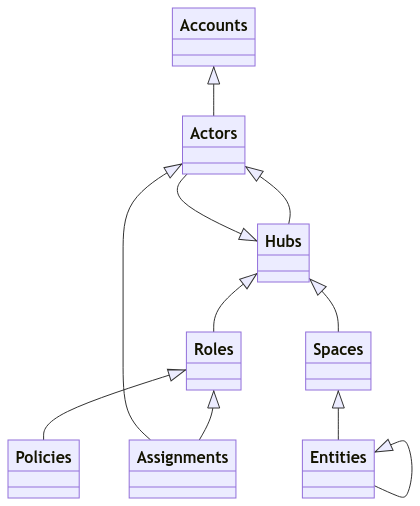 Accounts
Actors
Hubs
Roles
Spaces
Policies
Assignments
Entities